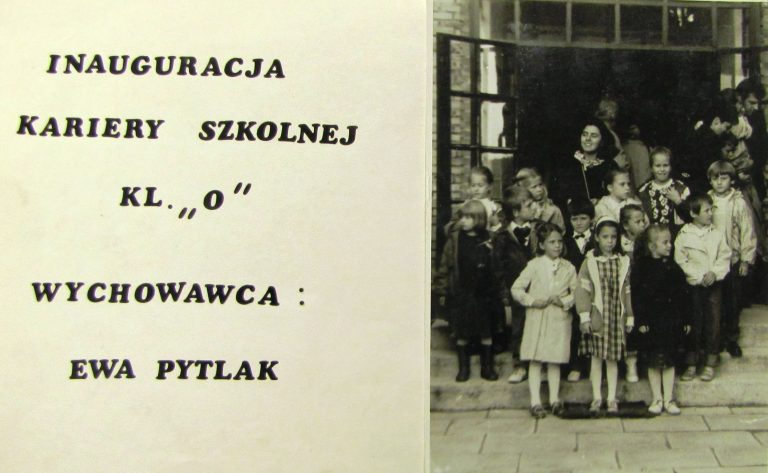 INAUGURACJA
KARIERY SZKOLNEJ
KL. „O"
WYCHOWAWCA :
EWA PYTLAK